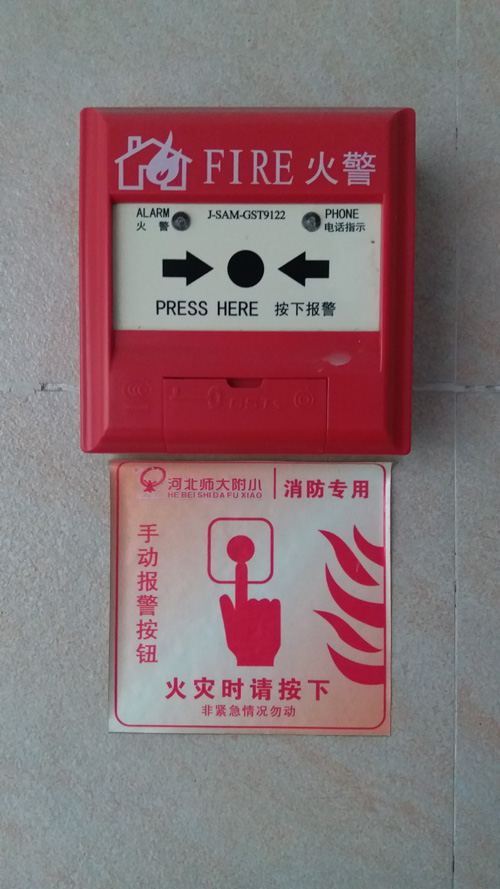 FIRE 火警
ALARM J-SAM-GST9122 PHONE
火 警 电话指示
PRESS HERE 按下报警
GST
河北师大附小 消防专用
HE BEI SHI DA FU XIAO
手动报警按钮
火灾时请按下
非紧急情况勿动